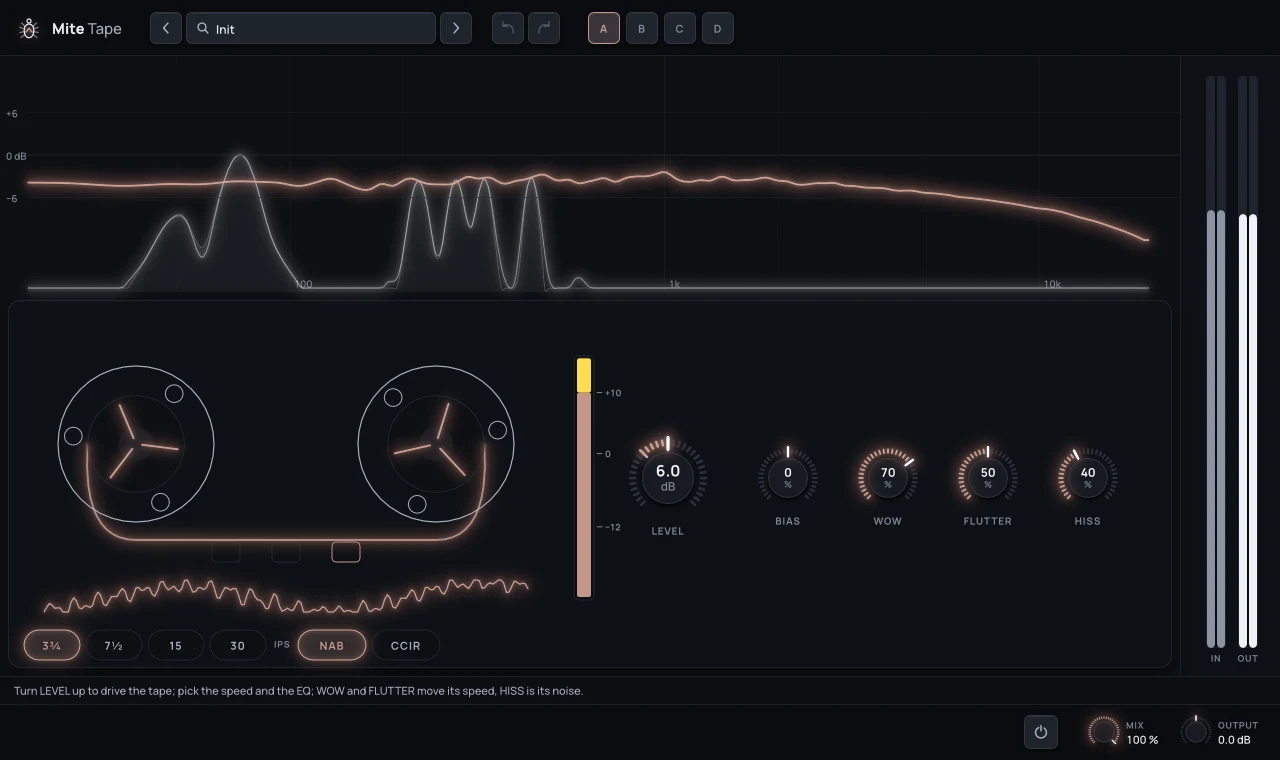 Mite Tape
Init
A B C D
+6
0 dB
−6
100 1k 10k
+10
0
−12
6.0
dB
LEVEL
0
%
BIAS
70
%
WOW
50
%
FLUTTER
40
%
HISS
3¾ 7½ 15 30 IPS NAB CCIR
IN OUT
Turn LEVEL up to drive the tape; pick the speed and the EQ; WOW and FLUTTER move its speed, HISS is its noise.
MIX
100 %
OUTPUT
0.0 dB